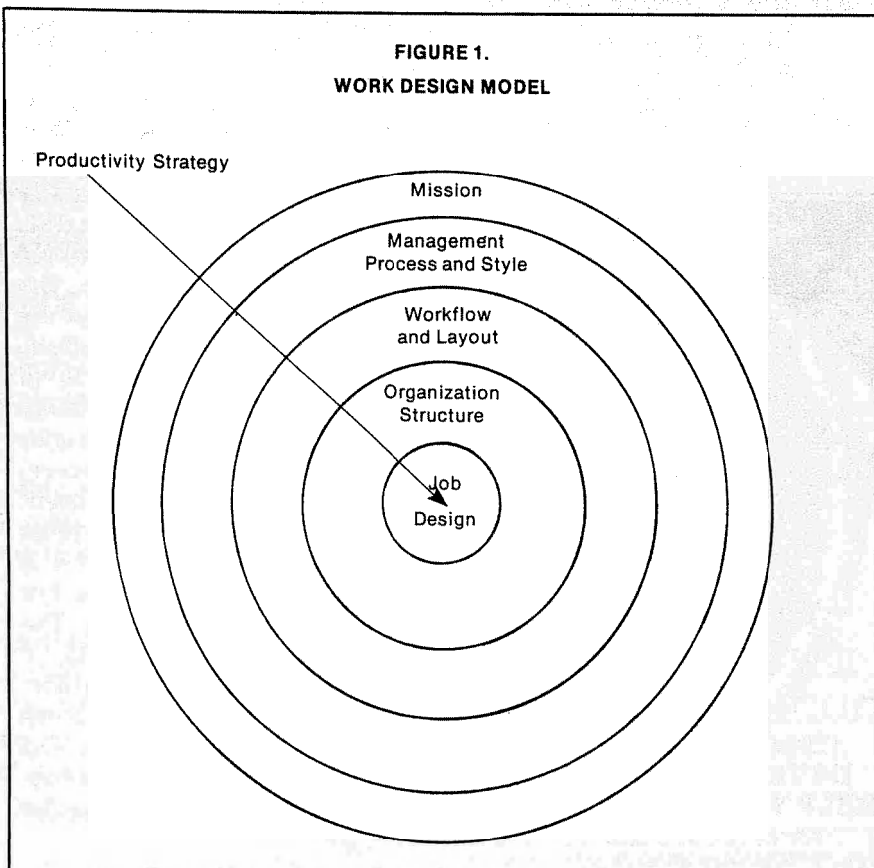 FIGURE 1.
WORK DESIGN MODEL
Productivity Strategy
Mission
Management
Process and Style
Workflow
and Layout
Organization
Structure
Job
Design